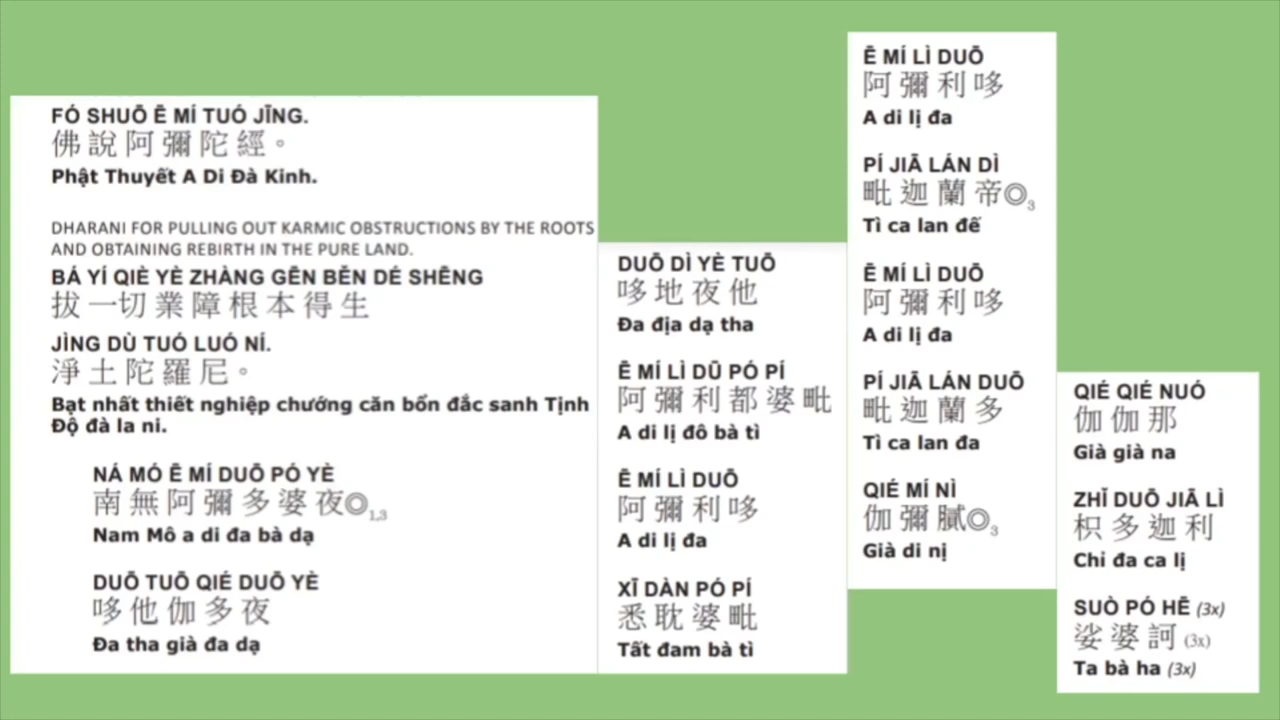 FÓ SHUŌ Ē MÍ TUÓ JĪNG.
佛說阿彌陀經。
Phật Thuyết A Di Đà Kinh.
DHARANI FOR PULLING OUT KARMIC OBSTRUCTIONS BY THE ROOTS
AND OBTAINING REBIRTH IN THE PURE LAND.
BÁ YÍ QIÈ YÈ ZHÀNG GĒN BĚN DÉ SHĒNG
拔一切業障根本得生
JÌNG DÙ TUÓ LUÓ NÍ.
淨土陀羅尼。
Bạt nhất thiết nghiệp chướng căn bổn đắc sanh Tịnh
Độ đà la ni.
NÁ MÓ Ē MÍ DUŌ PÓ YÈ
南無阿彌多婆夜◎1,3
Nam Mô a di đa bà dạ
DUŌ TUŌ QIÉ DUŌ YÈ
哆他伽多夜
Đa tha già đa dạ
DUŌ DÌ YÈ TUŌ
哆地夜他
Đa địa dạ tha
Ē MÍ LÌ DŪ PÓ PÍ
阿彌利都婆毗
A di lị đô bà tì
Ē MÍ LÌ DUŌ
阿彌利哆
A di lị đa
XĪ DÀN PÓ PÍ
悉耽婆毗
Tất đam bà tì
Ē MÍ LÌ DUŌ
阿彌利哆
A di lị đa
PÍ JIĀ LÁN DÌ
毗迦蘭帝◎3
Tì ca lan đế
Ē MÍ LÌ DUŌ
阿彌利哆
A di lị đa
PÍ JIĀ LÁN DUŌ
毗迦蘭多
Tì ca lan đa
QIÉ MÍ NÌ
伽彌膩◎3
Già di nị
QIÉ QIÉ NUÓ
伽伽那
Già già na
ZHǏ DUŌ JIĀ LÌ
枳多迦利
Chỉ đa ca lị
SUÒ PÓ HĒ (3x)
娑婆訶 (3x)
Ta bà ha (3x)